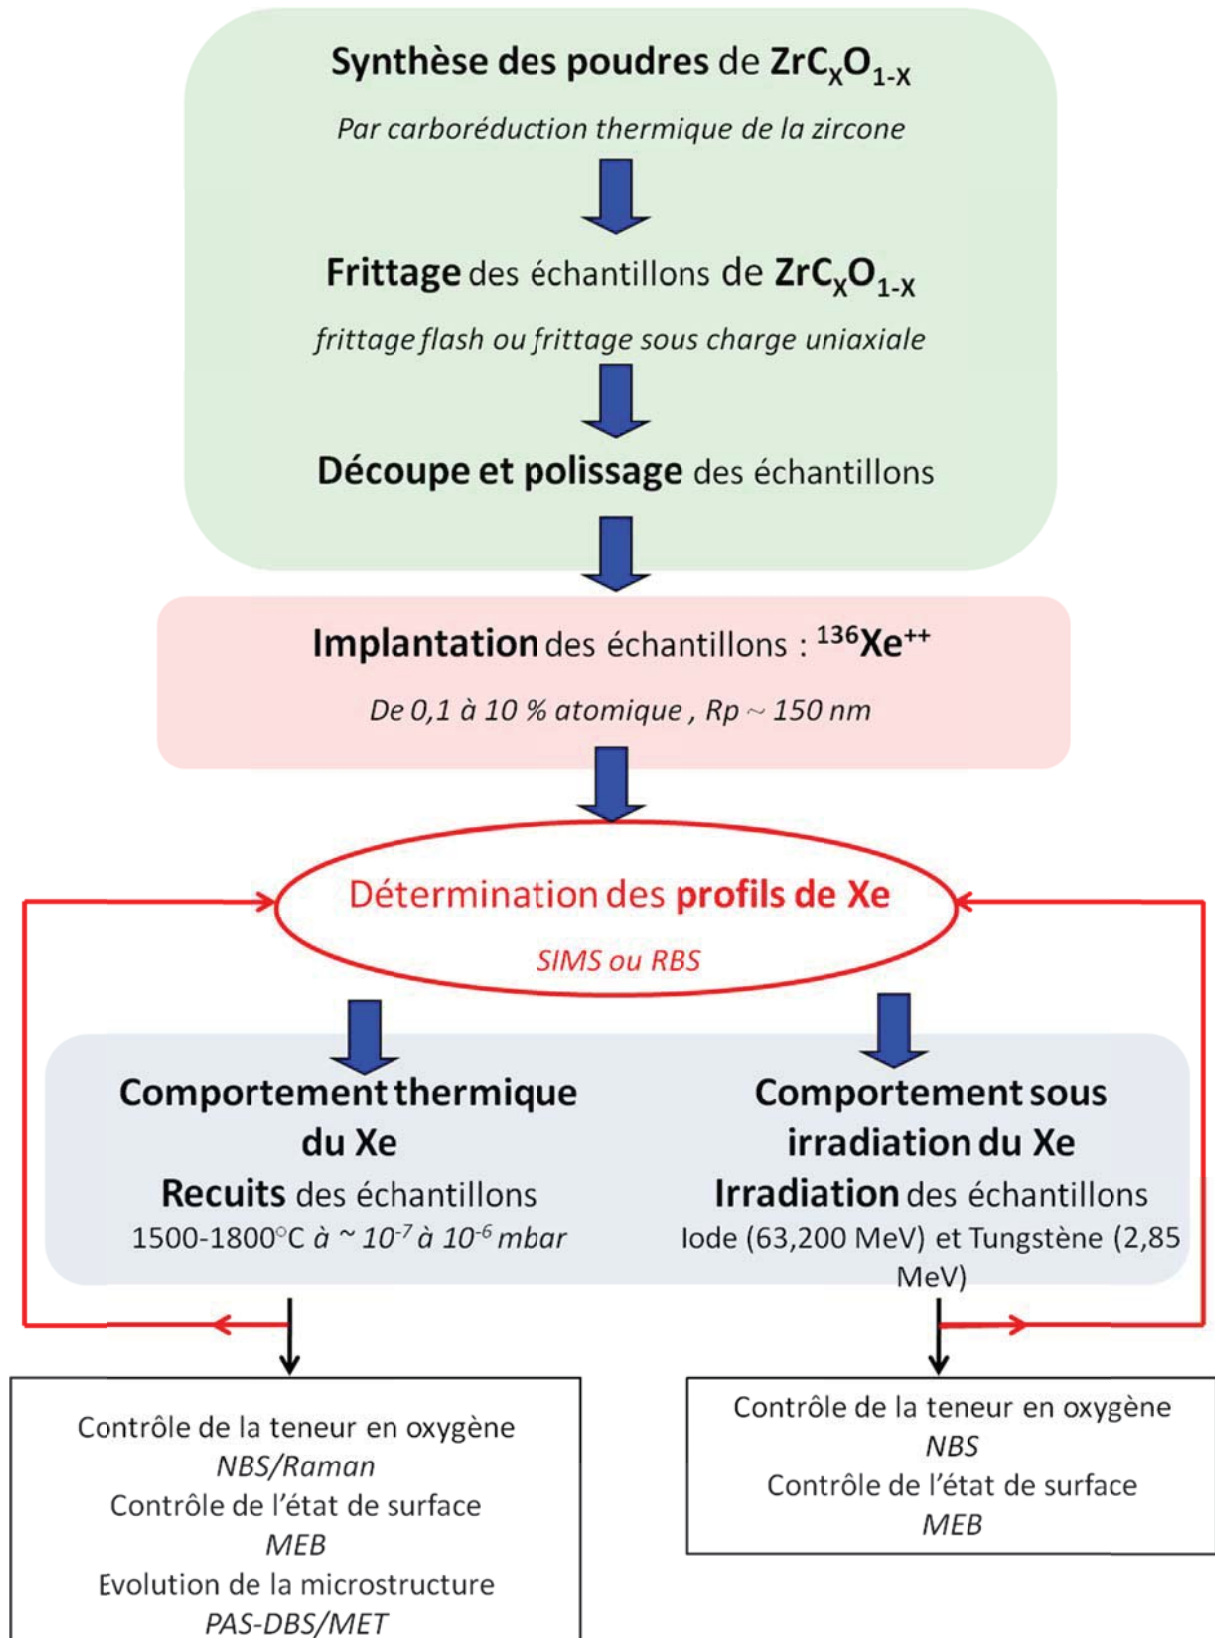 Synthèse des poudres de ZrCₓO₁₋ₓ
Par carboréduction thermique de la zircone
Frittage des échantillons de ZrCₓO₁₋ₓ
frittage flash ou frittage sous charge uniaxiale
Découpe et polissage des échantillons
Implantation des échantillons : ¹³⁶Xe⁺⁺
De 0,1 à 10 % atomique , Rp ~ 150 nm
Détermination des profils de Xe
SIMS ou RBS
Comportement thermique
du Xe
Recuits des échantillons
1500-1800°C à ~ 10⁻⁷ à 10⁻⁶ mbar
Comportement sous
irradiation du Xe
Irradiation des échantillons
Iode (63,200 MeV) et Tungstène (2,85
MeV)
Contrôle de la teneur en oxygène
NBS/Raman
Contrôle de l'état de surface
MEB
Evolution de la microstructure
PAS-DBS/MET
Contrôle de la teneur en oxygène
NBS
Contrôle de l'état de surface
MEB